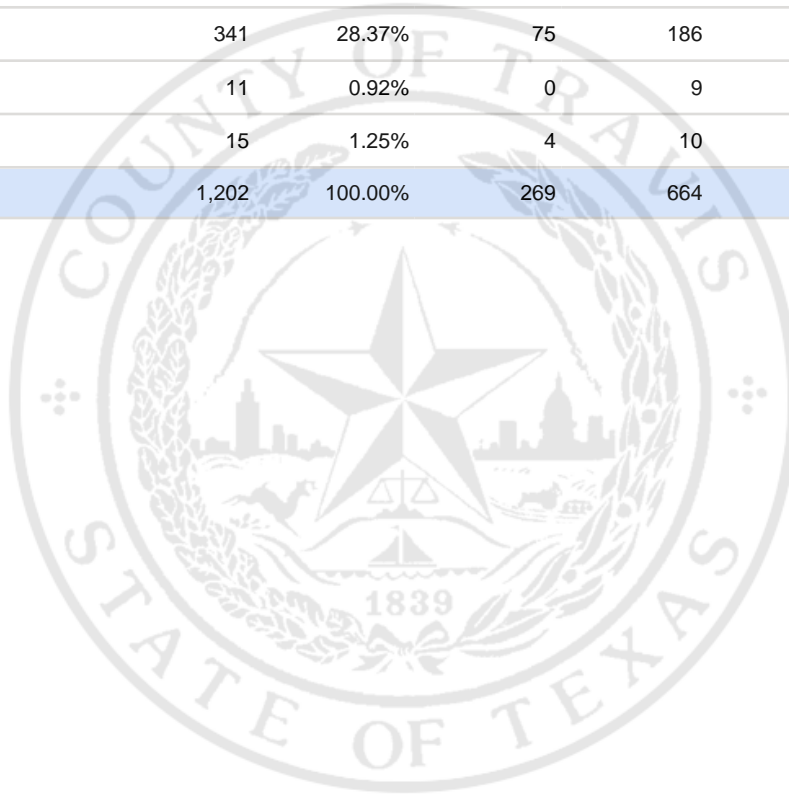 341 28.37% 75 186
11 0.92% 0 9
15 1.25% 4 10
1,202 100.00% 269 664
COUNTY OF TRAVIS
1839
STATE OF TEXAS